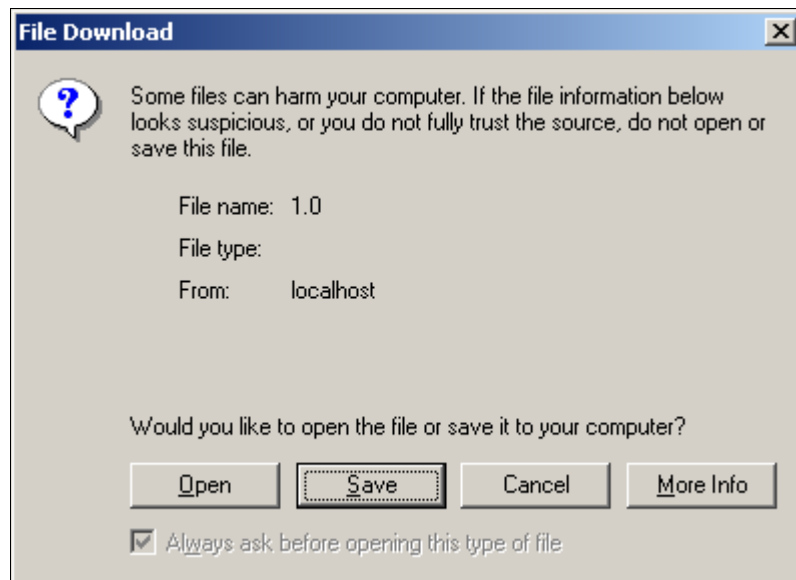 File Download
Some files can harm your computer. If the file information below
looks suspicious, or you do not fully trust the source, do not open or
save this file.
File name: 1.0
File type:
From: localhost
Would you like to open the file or save it to your computer?
Open Save Cancel More Info
Always ask before opening this type of file